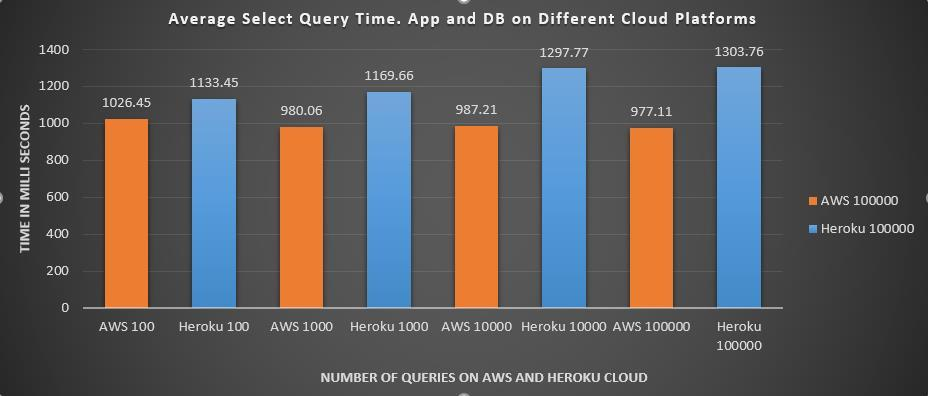 Average Select Query Time. App and DB on Different Cloud Platforms
TIME IN MILLI SECONDS
1400
1200
1000
800
600
400
200
0
1026.45
1133.45
980.06
1169.66
987.21
1297.77
977.11
1303.76
AWS 100
Heroku 100
AWS 1000
Heroku 1000
AWS 10000
Heroku 10000
AWS 100000
Heroku
100000
NUMBER OF QUERIES ON AWS AND HEROKU CLOUD
AWS 100000
Heroku 100000